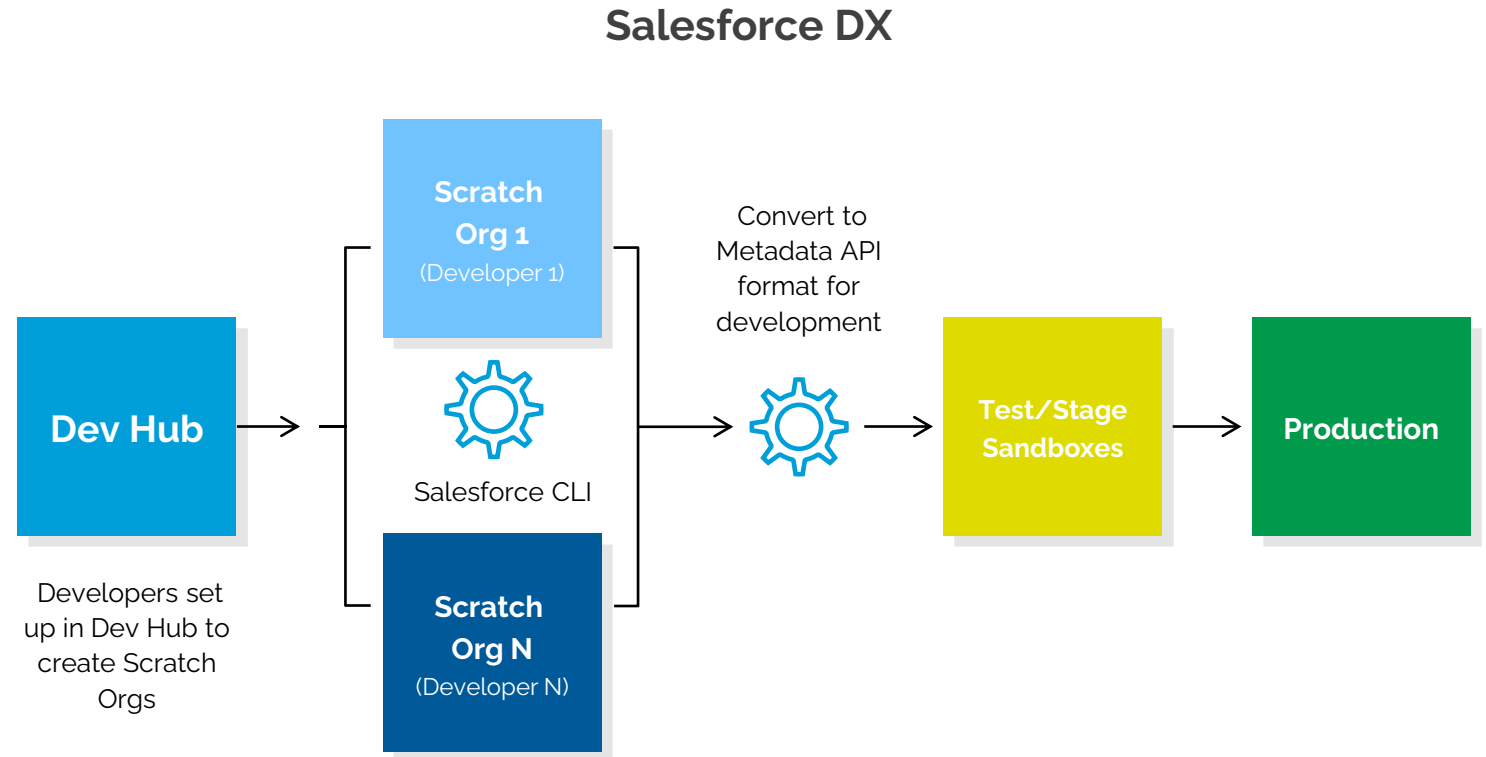 Salesforce DX
Scratch
Org 1
(Developer 1)
Convert to
Metadata API
format for
development
Dev Hub
Test/Stage
Sandboxes
Production
Salesforce CLI
Developers set
up in Dev Hub to
create Scratch
Orgs
Scratch
Org N
(Developer N)